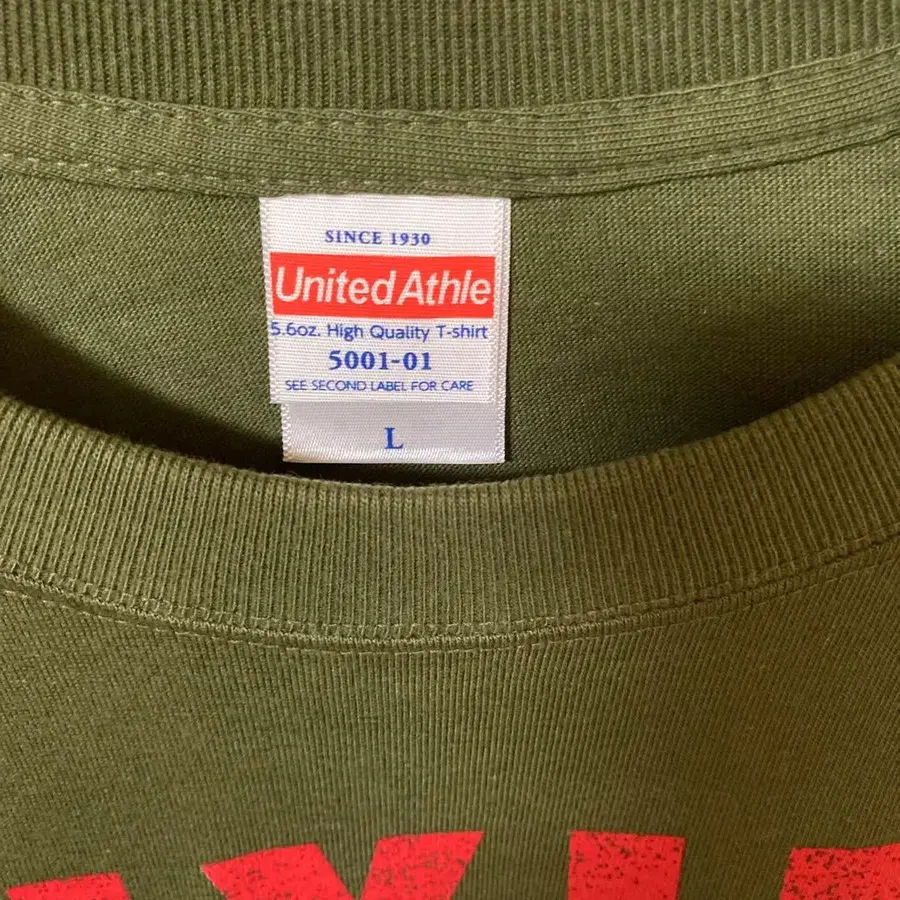 SINCE 1930
United Athle
5.6oz. High Quality T-shirt
5001-01
SEE SECOND LABEL FOR CARE
L